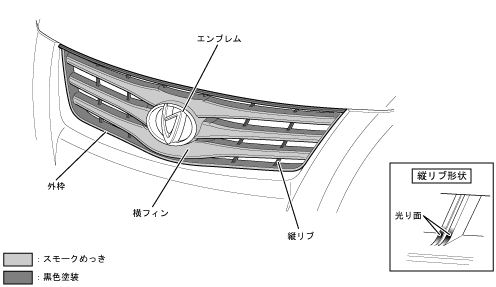 エンブレム
外枠
横フィン
縦リブ
縦リブ形状
光り面
：スモークめっき
：黒色塗装